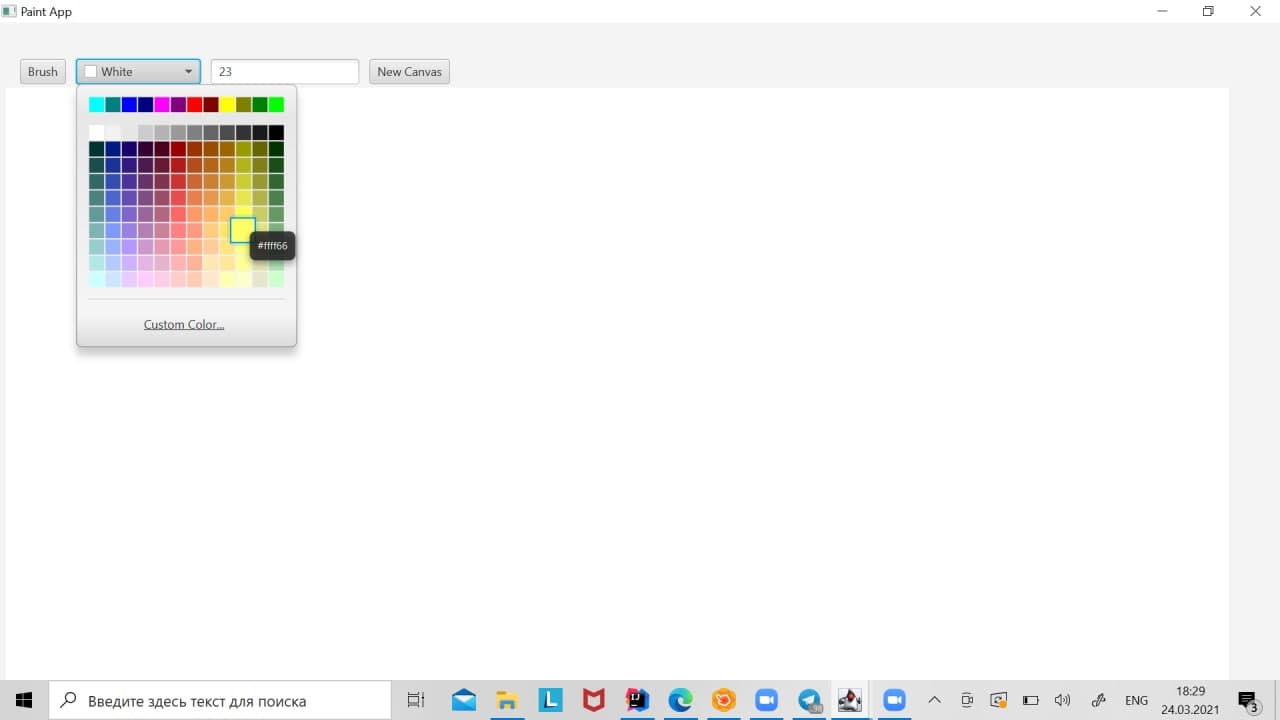 Paint App
Brush
White
23
New Canvas
#ffff66
Custom Color...
Введите здесь текст для поиска
L
IJ
ENG
18:29
24.03.2021
3